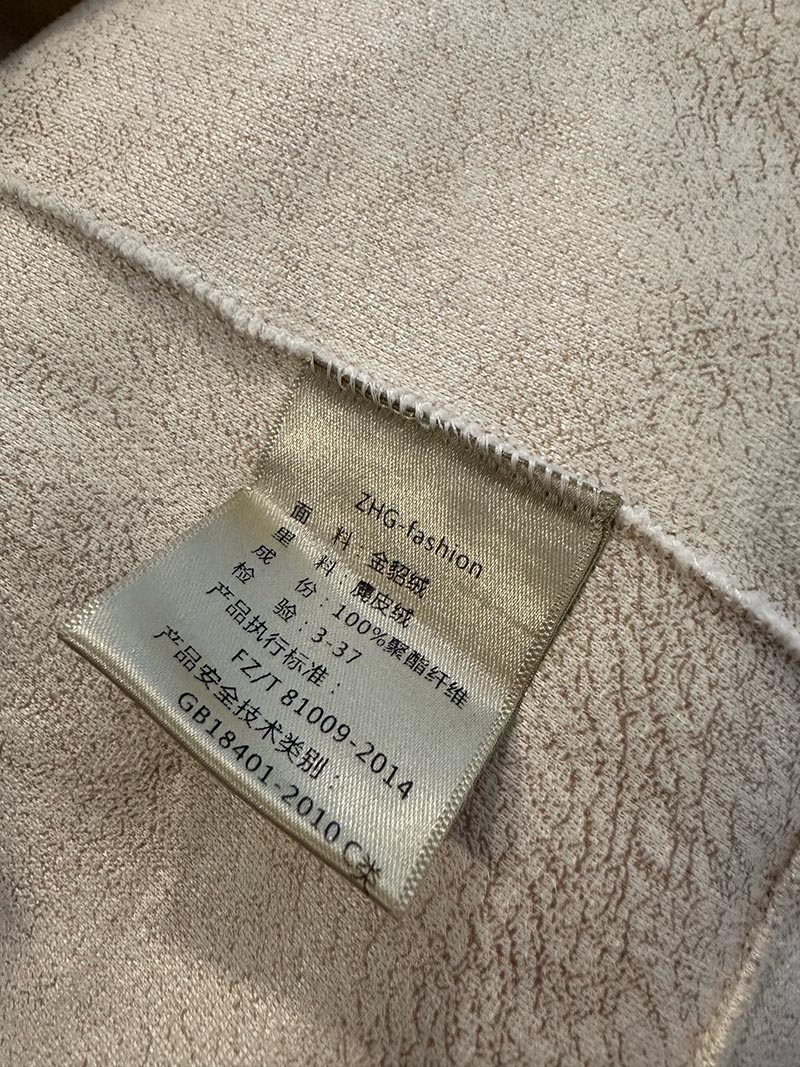 ZHG-fashion
面 料：金貂绒
里 料：麂皮绒
成 份：100%聚酯纤维
检 验：3-37
产品执行标准：
FZ/T 81009-2014
产品安全技术类别：
GB18401-2010 C类